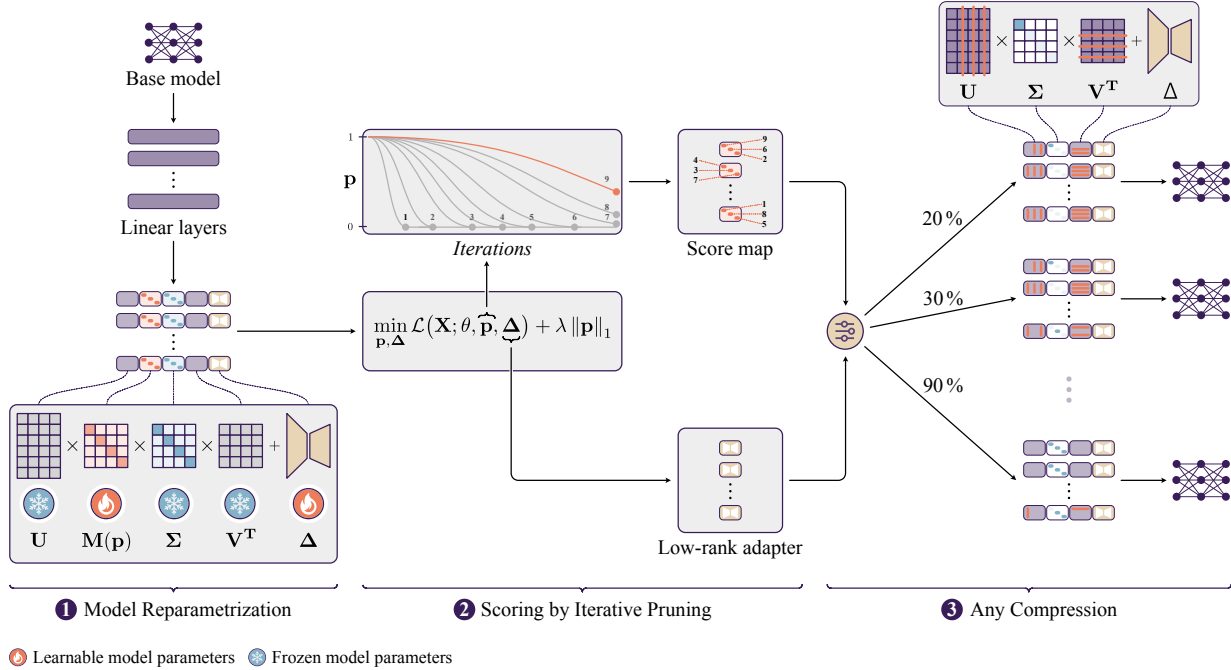 Base model
Linear layers
U × M(p) × Σ × V^T + Δ
U M(p) Σ V^T Δ
1 Model Reparametrization
1
p
0
1 2 3 4 5 6 7 8 9
Iterations
min_{p,Δ} L(X; θ, p, Δ) + λ ‖p‖_1
9
6
2
4
3
7
1
8
5
Score map
Low-rank adapter
2 Scoring by Iterative Pruning
× × +
U Σ V^T Δ
20 %
30 %
90 %
3 Any Compression
Learnable model parameters
Frozen model parameters